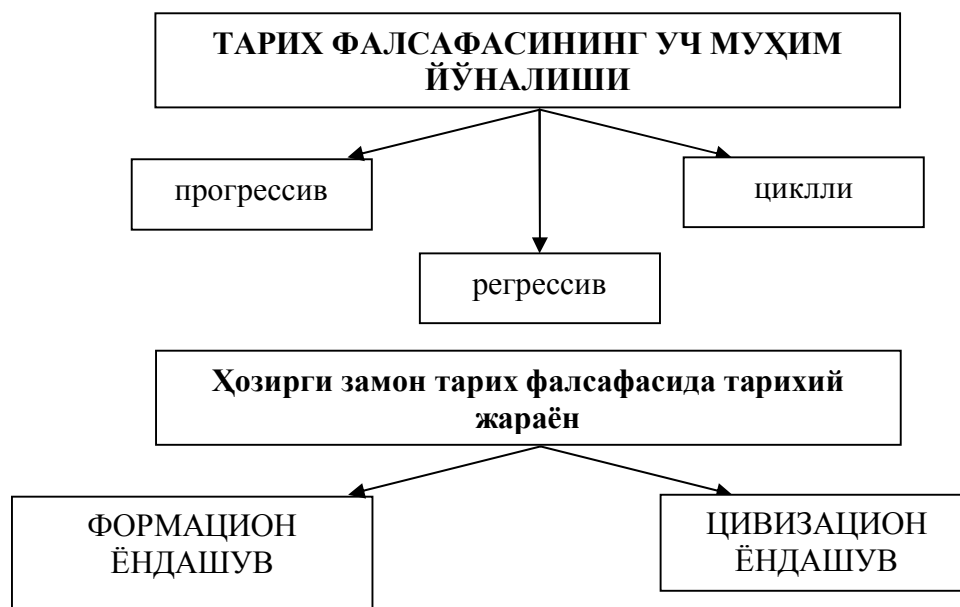 ТАРИХ ФАЛСАФАСИНИНГ УЧ МУҲИМ
ЙЎНАЛИШИ
прогрессив
циклли
регрессив
Ҳозирги замон тарих фалсафасида тарихий
жараён
ФОРМАЦИОН
ЁНДАШУВ
ЦИВИЗАЦИОН
ЁНДАШУВ